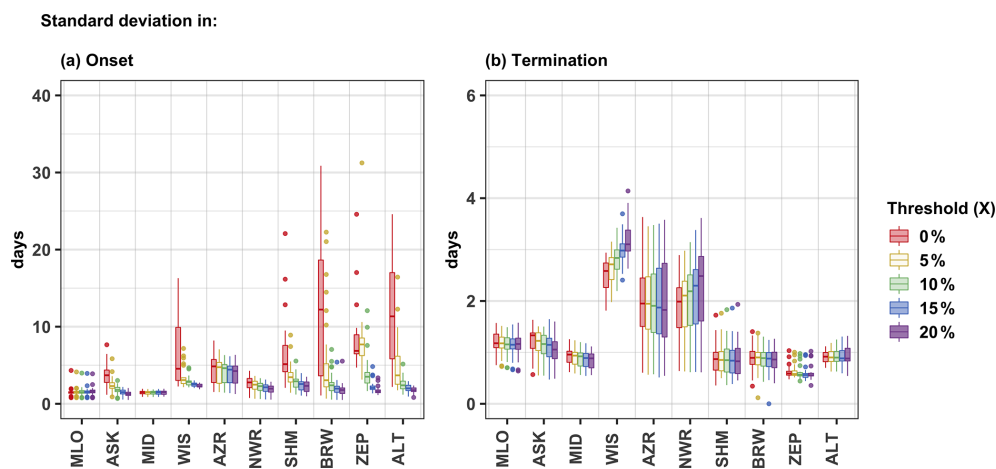 Standard deviation in:
(a) Onset
(b) Termination
40
30
20
10
0
days
MLO ASK MID WIS AZR NWR SHM BRW ZEP ALT
6
4
2
0
days
MLO ASK MID WIS AZR NWR SHM BRW ZEP ALT
Threshold (X)
0%
5%
10%
15%
20%